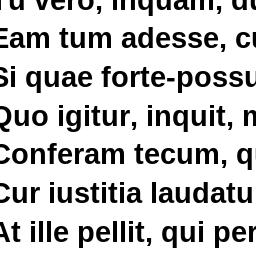 Tu vero, inquam, du
Eam tum adesse, cu
Si quae forte-possu
Quo igitur, inquit, m
Conferam tecum, qu
Cur iustitia laudatu
At ille pellit, qui per